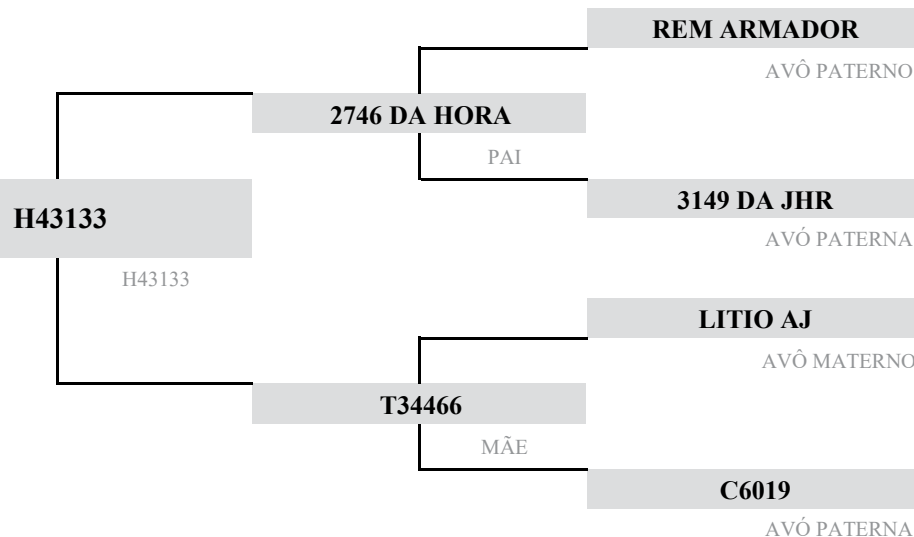 REM ARMADOR
AVÔ PATERNO
2746 DA HORA
PAI
3149 DA JHR
AVÓ PATERNA
H43133
H43133
LITIO AJ
AVÔ MATERNO
T34466
MÃE
C6019
AVÓ PATERNA